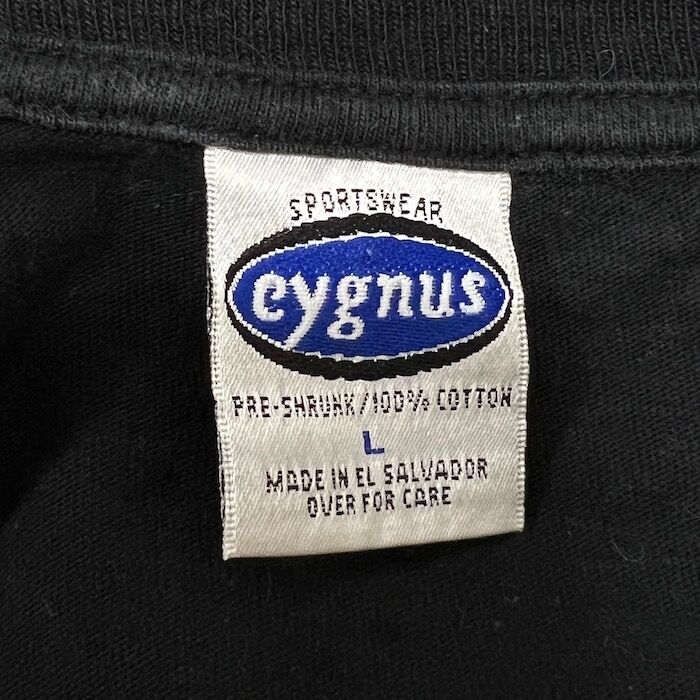 SPORTSWEAR
cygnus
PRE-SHRUNK/100% COTTON
L
MADE IN EL SALVADOR
OVER FOR CARE